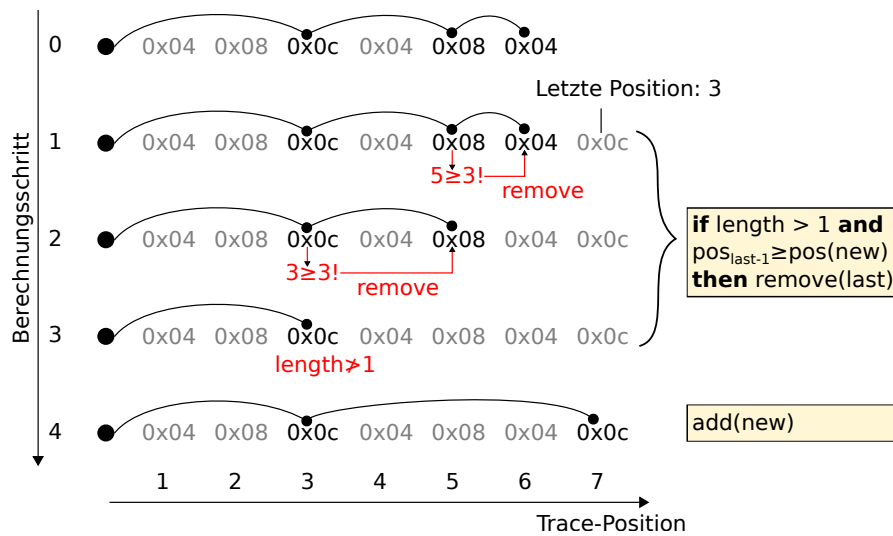 0 0x04 0x08 0x0c 0x04 0x08 0x04
Letzte Position: 3
1 0x04 0x08 0x0c 0x04 0x08 0x04 0x0c
5≥3!
remove
2 0x04 0x08 0x0c 0x04 0x08 0x04 0x0c
3≥3!
remove
if length > 1 and
pos_last-1≥pos(new)
then remove(last)
3 0x04 0x08 0x0c 0x04 0x08 0x04 0x0c
length≯1
4 0x04 0x08 0x0c 0x04 0x08 0x04 0x0c
add(new)
1 2 3 4 5 6 7
Trace-Position
Berechnungsschritt